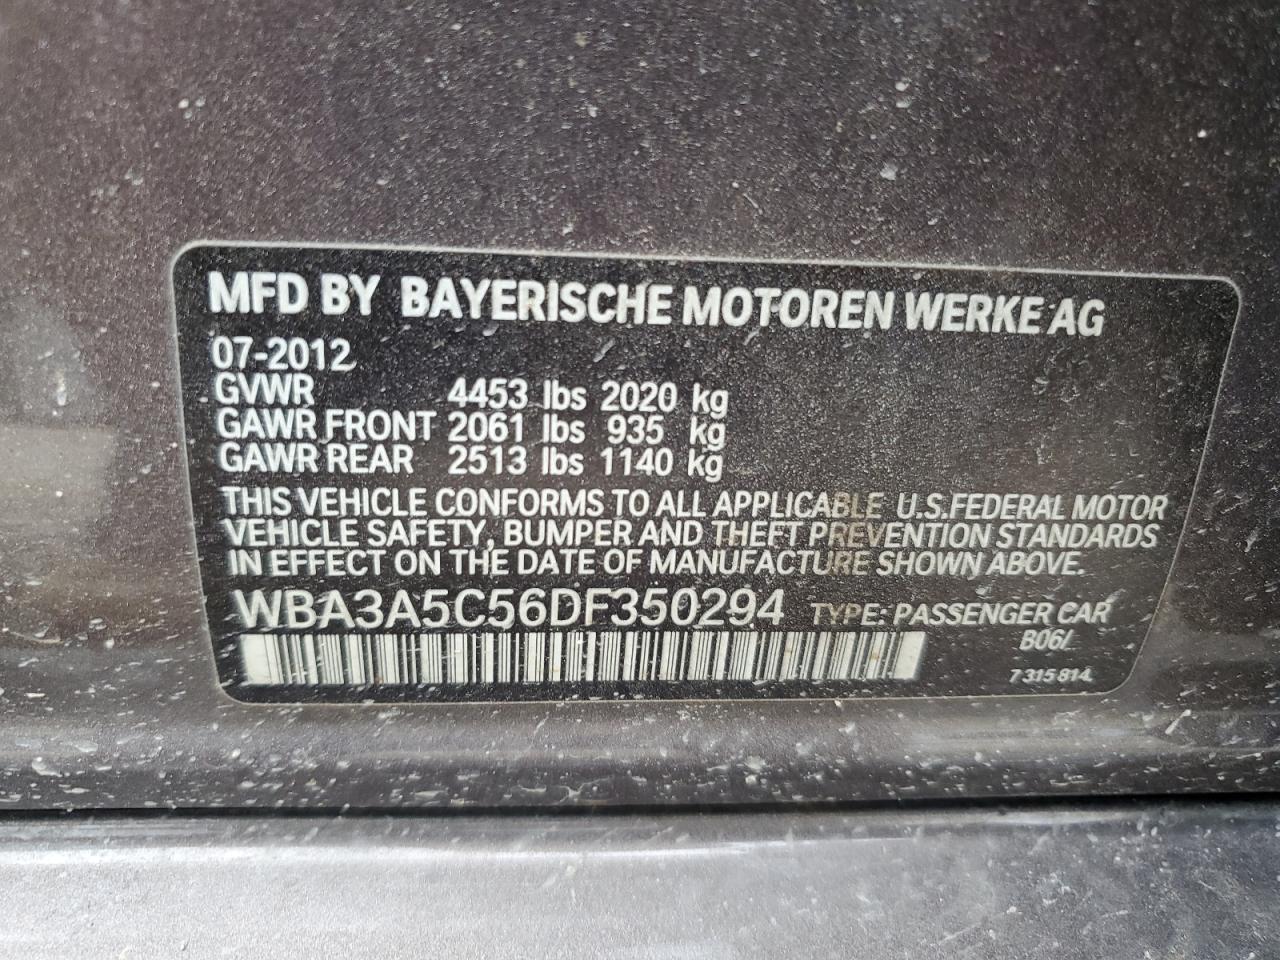 MFD BY BAYERISCHE MOTOREN WERKE AG
07-2012
GVWR 4453 lbs 2020 kg
GAWR FRONT 2061 lbs 935 kg
GAWR REAR 2513 lbs 1140 kg
THIS VEHICLE CONFORMS TO ALL APPLICABLE U.S.FEDERAL MOTOR
VEHICLE SAFETY, BUMPER AND THEFT PREVENTION STANDARDS
IN EFFECT ON THE DATE OF MANUFACTURE SHOWN ABOVE.
WBA3A5C56DF350294 TYPE: PASSENGER CAR
B06/
7 315 814